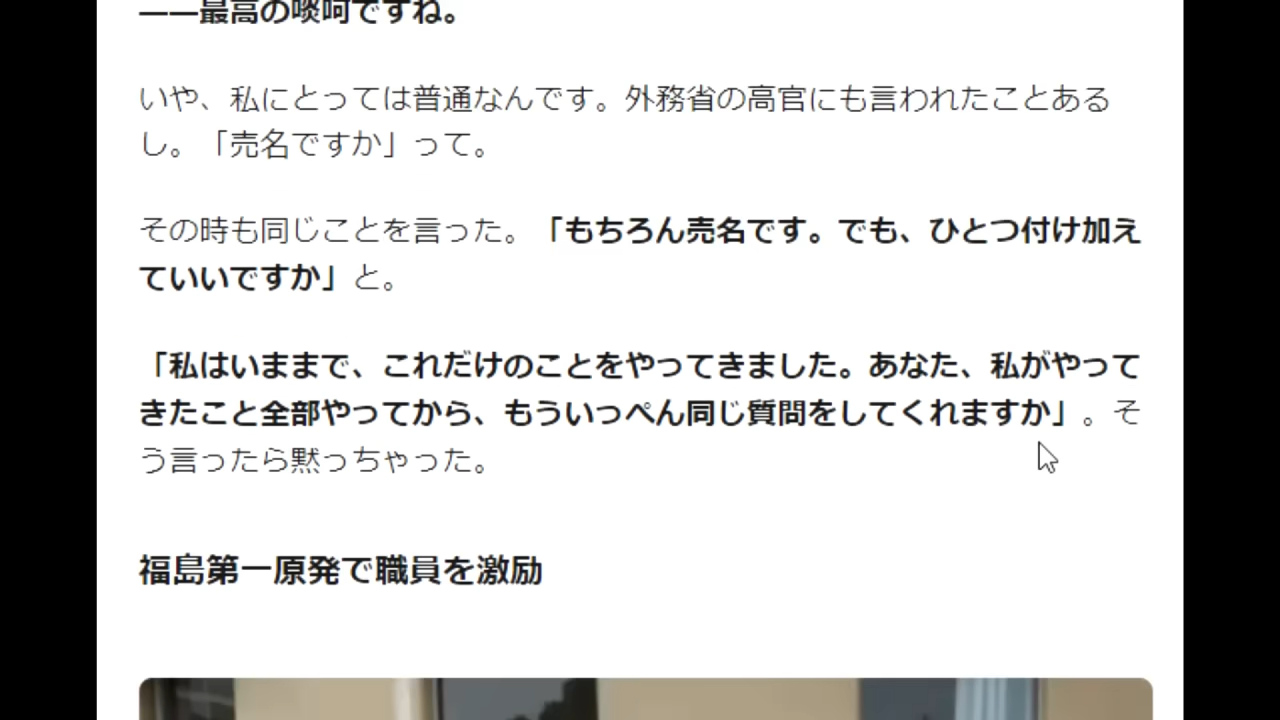 ——最高の啖呵ですね。
いや、私にとっては普通なんです。外務省の高官にも言われたことある
し。「売名ですか」って。
その時も同じことを言った。「もちろん売名です。でも、ひとつ付け加え
ていいですか」と。
「私はいままで、これだけのことをやってきました。あなた、私がやって
きたこと全部やってから、もういっぺん同じ質問をしてくれますか」。そ
う言ったら黙っちゃった。
福島第一原発で職員を激励